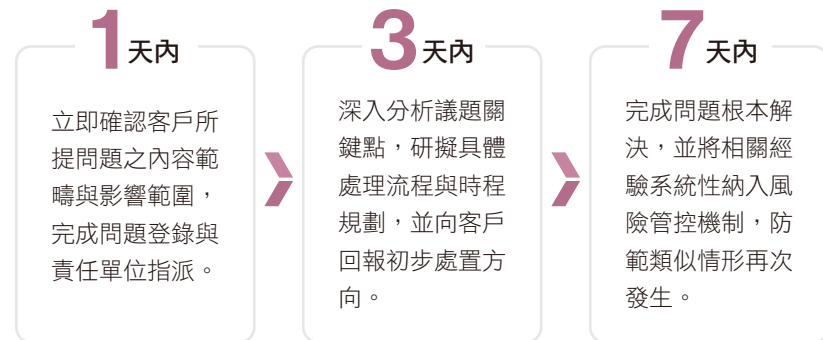 1天內
立即確認客戶所
提問題之內容範
疇與影響範圍，
完成問題登錄與
責任單位指派。
3天內
深入分析議題關
鍵點，研擬具體
處理流程與時程
規劃，並向客戶
回報初步處置方
向。
7天內
完成問題根本解
決，並將相關經
驗系統性納入風
險管控機制，防
範類似情形再次
發生。